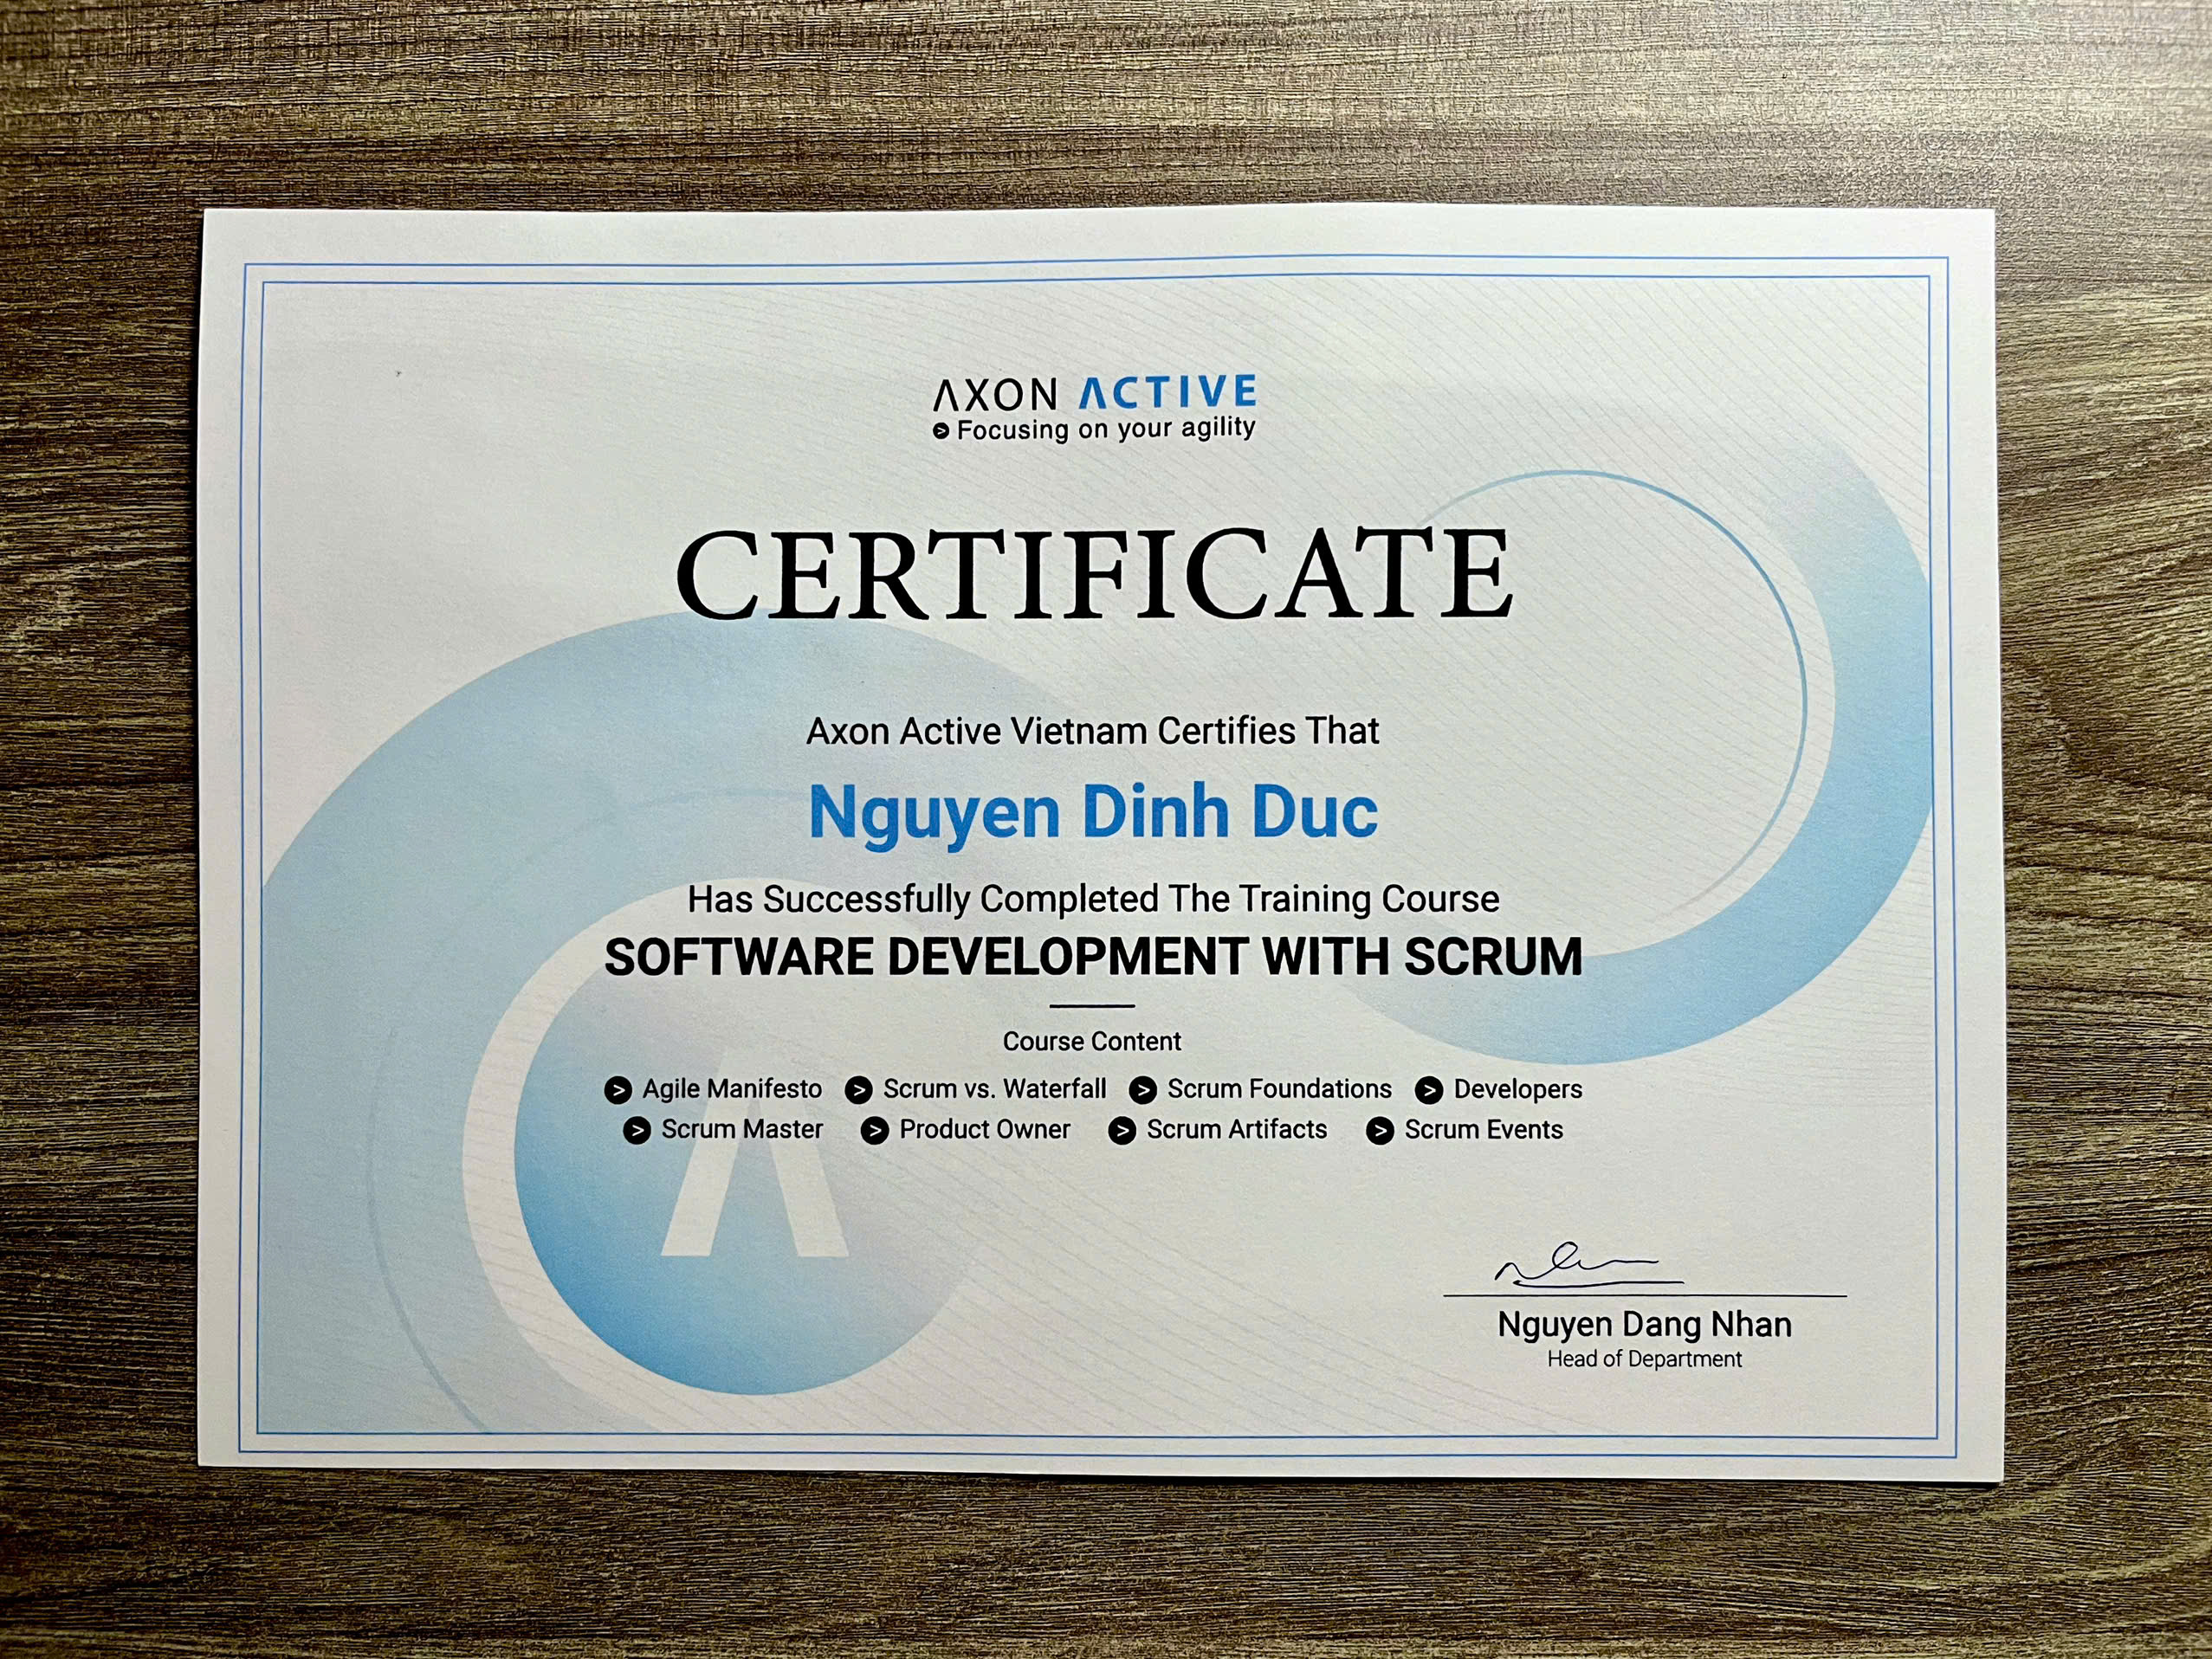 AXON ACTIVE
Focusing on your agility
CERTIFICATE
Axon Active Vietnam Certifies That
Nguyen Dinh Duc
Has Successfully Completed The Training Course
SOFTWARE DEVELOPMENT WITH SCRUM
Course Content
Agile Manifesto Scrum vs. Waterfall Scrum Foundations Developers
Scrum Master Product Owner Scrum Artifacts Scrum Events
Nguyen Dang Nhan
Head of Department